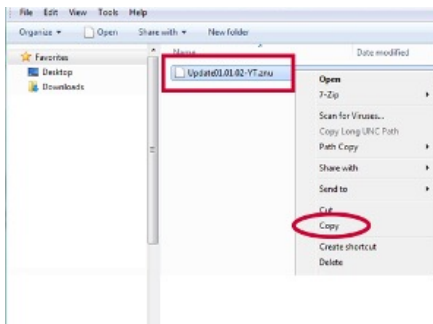 File Edit View Tools Help
Organize Open Share with New folder
Favorites
Desktop
Downloads
Name Date modified
Update01.01.02-YT.znu
Open
7-Zip
Scan for Viruses...
Copy Long UNC Path
Path Copy
Share with
Send to
Cut
Copy
Create shortcut
Delete